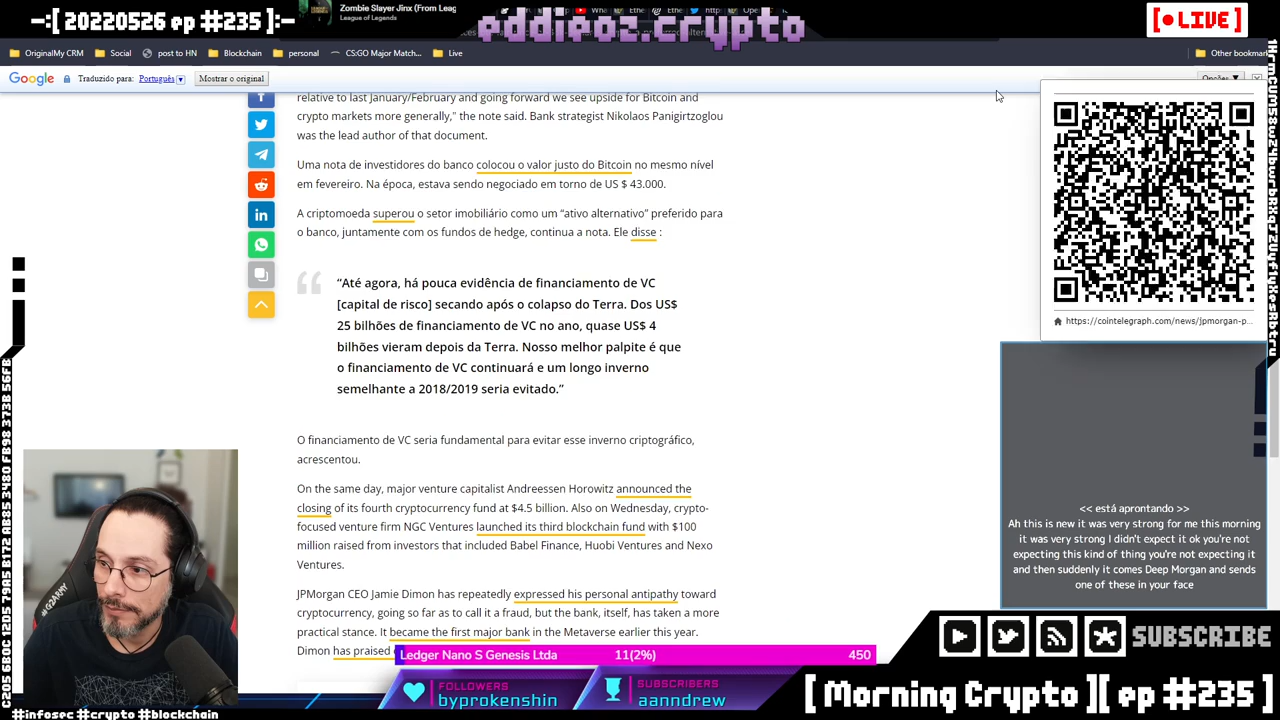 -:[ 20220526 ep #235 ]:-
Zombie Slayer Jinx (From Leag
League of Legends
eddieoz.crypto
[ LIVE ]
OriginalMy CRM
Social
post to HN
Blockchain
personal
CS:GO Major Match...
Live
Other bookmar
Google
Traduzido para: Português
Mostrar o original
Opções
relative to last January/February and going forward we see upside for Bitcoin and
crypto markets more generally," the note said. Bank strategist Nikolaos Panigirtzoglou
was the lead author of that document.
Uma nota de investidores do banco colocou o valor justo do Bitcoin no mesmo nível
em fevereiro. Na época, estava sendo negociado em torno de US $ 43.000.
A criptomoeda superou o setor imobiliário como um “ativo alternativo” preferido para
o banco, juntamente com os fundos de hedge, continua a nota. Ele disse :
“Até agora, há pouca evidência de financiamento de VC
[capital de risco] secando após o colapso do Terra. Dos US$
25 bilhões de financiamento de VC no ano, quase US$ 4
bilhões vieram depois da Terra. Nosso melhor palpite é que
o financiamento de VC continuará e um longo inverno
semelhante a 2018/2019 seria evitado.”
O financiamento de VC seria fundamental para evitar esse inverno criptográfico,
acrescentou.
On the same day, major venture capitalist Andreessen Horowitz announced the
closing of its fourth cryptocurrency fund at $4.5 billion. Also on Wednesday, crypto-
focused venture firm NGC Ventures launched its third blockchain fund with $100
million raised from investors that included Babel Finance, Huobi Ventures and Nexo
Ventures.
JPMorgan CEO Jamie Dimon has repeatedly expressed his personal antipathy toward
cryptocurrency, going so far as to call it a fraud, but the bank, itself, has taken a more
practical stance. It became the first major bank in the Metaverse earlier this year.
Dimon has praised
https://cointelegraph.com/news/jpmorgan-p...
<< está aprontando >>
Ah this is new it was very strong for me this morning
it was very strong I didn't expect it ok you're not
expecting this kind of thing you're not expecting it
and then suddenly it comes Deep Morgan and sends
one of these in your face
Ledger Nano S Genesis Ltda
11(2%)
450
FOLLOWERS
byprokenshin
SUBSCRIBERS
aanndrew
SUBSCRIBE
[ Morning Crypto ][ ep #235 ]
#infosec #crypto #blockchain